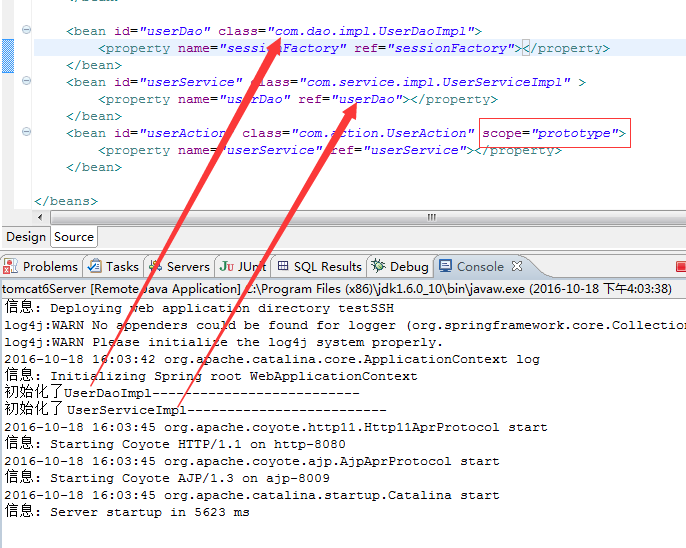 </bean>
<bean id="userDao" class="com.dao.impl.UserDaoImpl">
<property name="sessionFactory" ref="sessionFactory"></property>
</bean>
<bean id="userService" class="com.service.impl.UserServiceImpl" >
<property name="userDao" ref="userDao"></property>
</bean>
<bean id="userAction" class="com.action.UserAction" scope="prototype">
<property name="userService" ref="userService"></property>
</bean>
</beans>
Design Source
Problems Tasks Servers JUnit SQL Results Debug Console
tomcat6Server [Remote Java Application] C:\Program Files (x86)\jdk1.6.0_10\bin\javaw.exe (2016-10-18 下午4:03:38)
信息: Deploying web application directory testSSH
log4j:WARN No appenders could be found for logger (org.springframework.core.Collection
log4j:WARN Please initialize the log4j system properly.
2016-10-18 16:03:42 org.apache.catalina.core.ApplicationContext log
信息: Initializing Spring root WebApplicationContext
初始化了UserDaoImpl--------------------------
初始化了UserServiceImpl-------------------------
2016-10-18 16:03:45 org.apache.coyote.http11.Http11AprProtocol start
信息: Starting Coyote HTTP/1.1 on http-8080
2016-10-18 16:03:45 org.apache.coyote.ajp.AjpAprProtocol start
信息: Starting Coyote AJP/1.3 on ajp-8009
2016-10-18 16:03:45 org.apache.catalina.startup.Catalina start
信息: Server startup in 5623 ms